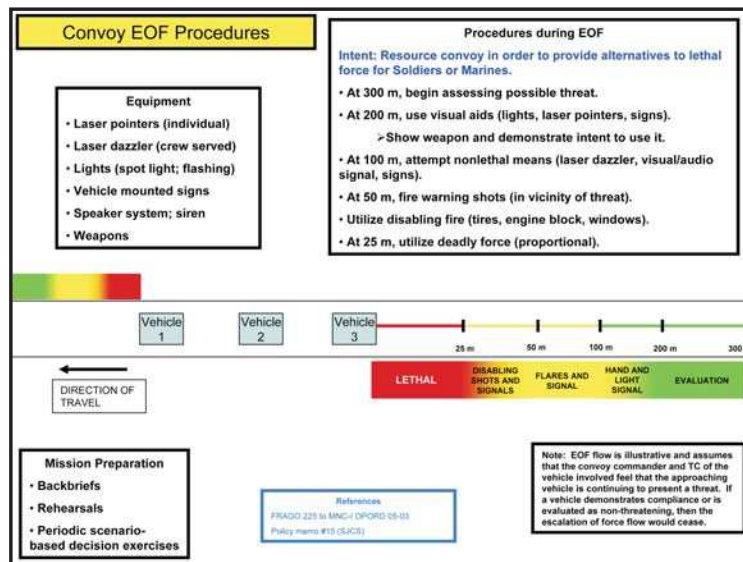 Convoy EOF Procedures
Equipment
• Laser pointers (individual)
• Laser dazzler (crew served)
• Lights (spot light; flashing)
• Vehicle mounted signs
• Speaker system; siren
• Weapons
Procedures during EOF
Intent: Resource convoy in order to provide alternatives to lethal
force for Soldiers or Marines.
• At 300 m, begin assessing possible threat.
• At 200 m, use visual aids (lights, laser pointers, signs).
➢Show weapon and demonstrate intent to use it.
• At 100 m, attempt nonlethal means (laser dazzler, visual/audio
signal, signs).
• At 50 m, fire warning shots (in vicinity of threat).
• Utilize disabling fire (tires, engine block, windows).
• At 25 m, utilize deadly force (proportional).
Vehicle
1
Vehicle
2
Vehicle
3
25 m
50 m
100 m
200 m
300
LETHAL
DISABLING
SHOTS AND
SIGNALS
FLARES AND
SIGNAL
HAND AND
LIGHT
SIGNAL
EVALUATION
DIRECTION OF
TRAVEL
Mission Preparation
• Backbriefs
• Rehearsals
• Periodic scenario-
based decision exercises
References
FRAGO 225 to MNC-I OPORD 05-03
Policy memo #15 (SJCS)
Note: EOF flow is illustrative and assumes
that the convoy commander and TC of the
vehicle involved feel that the approaching
vehicle is continuing to present a threat. If
a vehicle demonstrates compliance or is
evaluated as non-threatening, then the
escalation of force flow would cease.